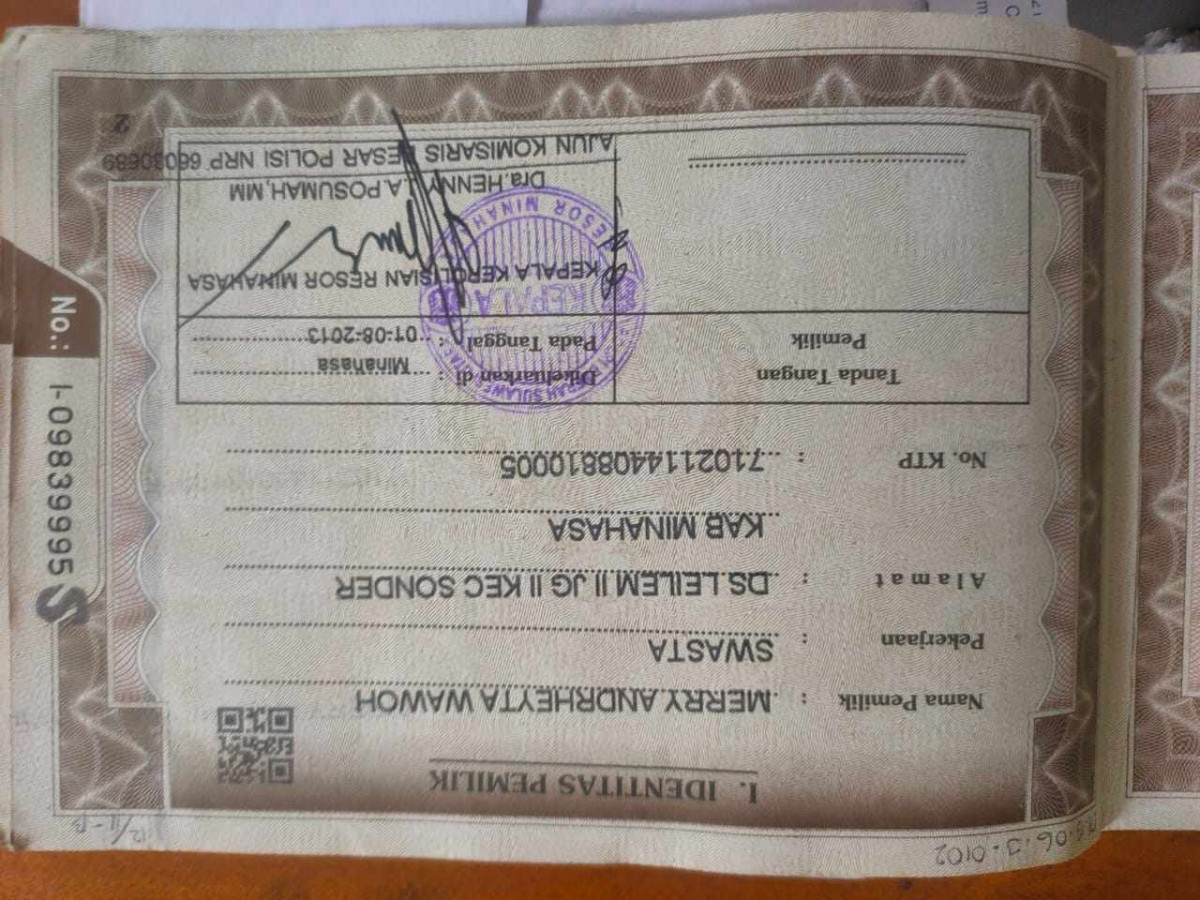 I. IDENTITAS PEMILIK
Nama Pemilik : MERRY ANDRHEYTA WAWOH
Pekerjaan : SWASTA
Alamat : DS.LEILEM II JG II KEC SONDER
KAB MINAHASA
No. KTP : 7102114408810005
Tanda Tangan
Pemilik
Dikeluarkan di : Minahasa
Pada Tanggal : 01-08-2013
KEPALA KEPOLISIAN RESOR MINAHASA
KEPALA
Dra.HENNY A.POSUMAH,MM
AJUN KOMISARIS BESAR POLISI NRP 66030689
2
No.: I-09839995 S